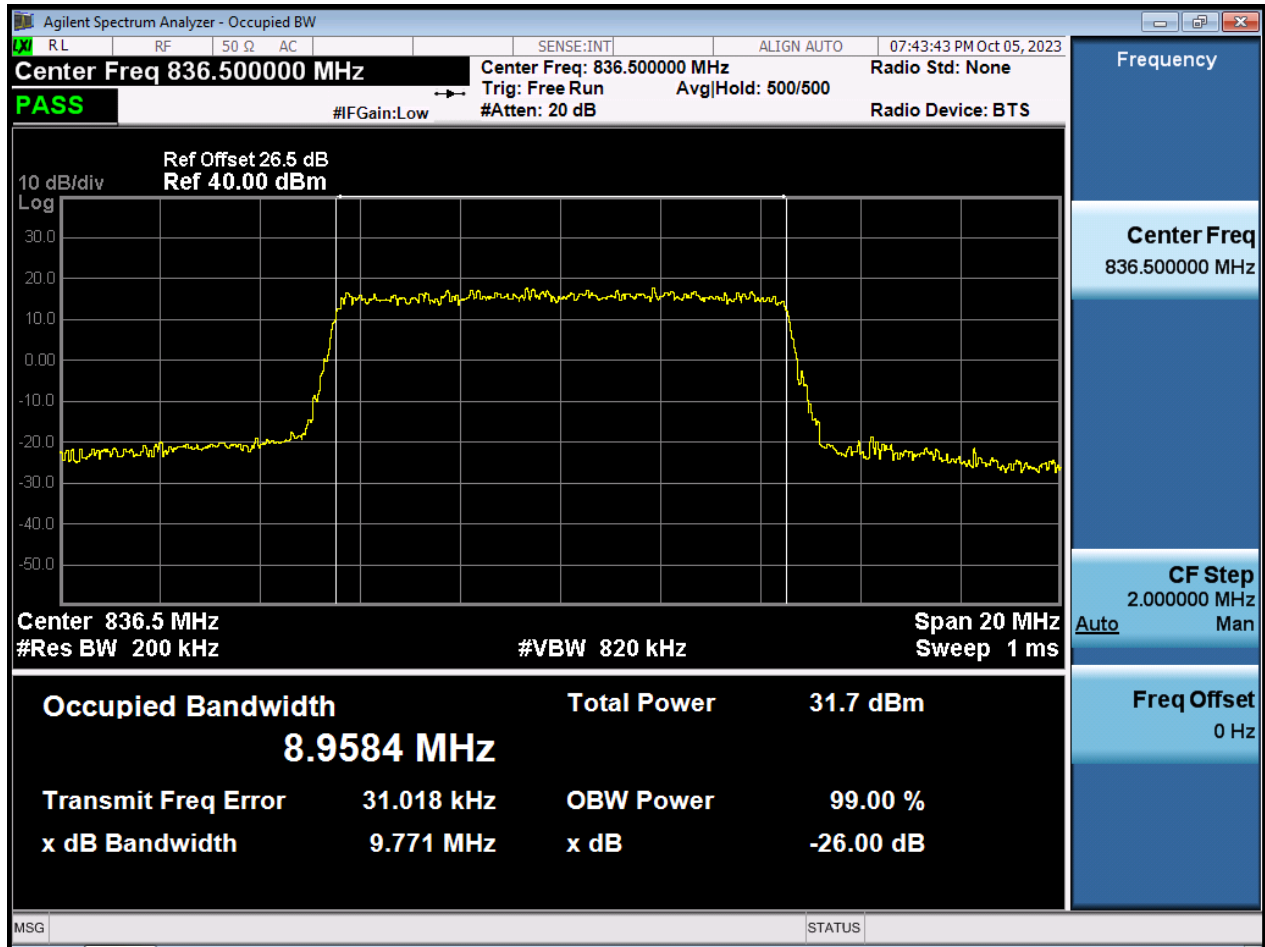 Agilent Spectrum Analyzer - Occupied BW
LXI RL RF 50 Ω AC SENSE:INT ALIGN AUTO 07:43:43 PM Oct 05, 2023
Center Freq 836.500000 MHz
PASS
#IFGain:Low
Center Freq: 836.500000 MHz
Trig: Free Run Avg|Hold: 500/500
#Atten: 20 dB
Radio Std: None
Radio Device: BTS
Ref Offset 26.5 dB
10 dB/div Ref 40.00 dBm
Log
30.0
20.0
10.0
0.00
-10.0
-20.0
-30.0
-40.0
-50.0
Center 836.5 MHz Span 20 MHz
#Res BW 200 kHz #VBW 820 kHz Sweep 1 ms
Occupied Bandwidth Total Power 31.7 dBm
8.9584 MHz
Transmit Freq Error 31.018 kHz OBW Power 99.00 %
x dB Bandwidth 9.771 MHz x dB -26.00 dB
MSG STATUS
Frequency
Center Freq
836.500000 MHz
CF Step
2.000000 MHz
Auto Man
Freq Offset
0 Hz